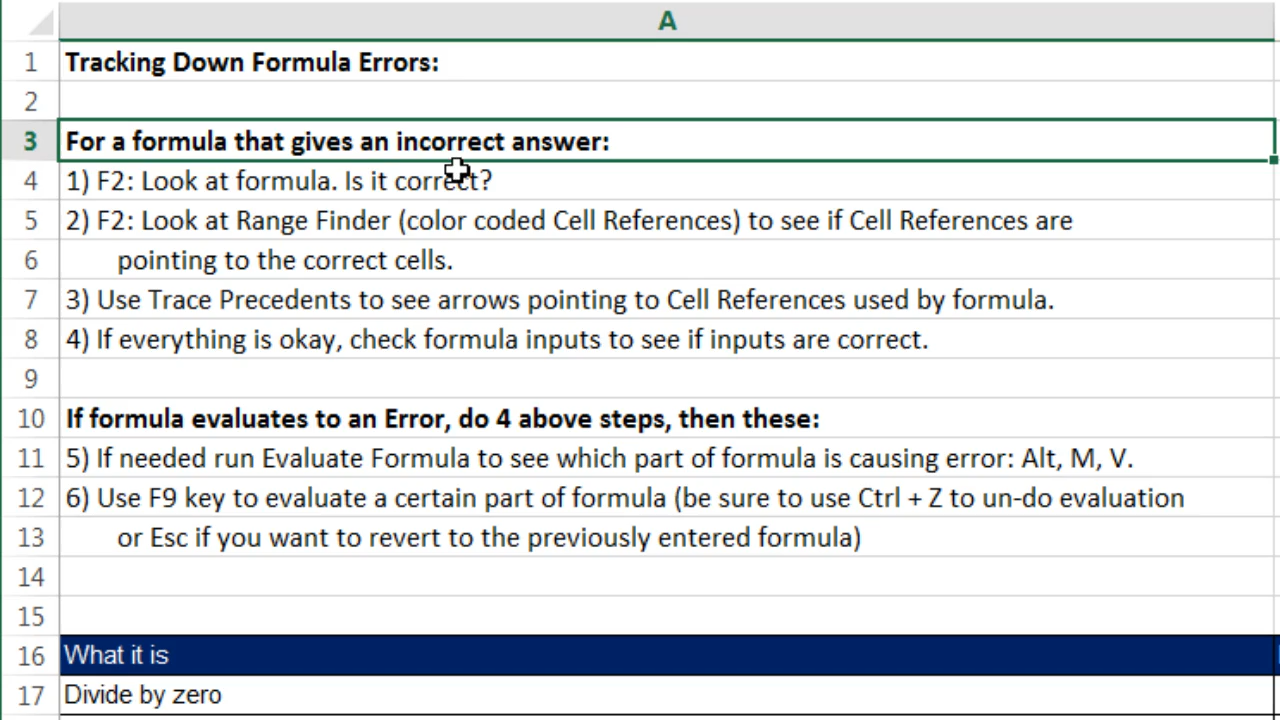 A
1 Tracking Down Formula Errors:
2
3 For a formula that gives an incorrect answer:
4 1) F2: Look at formula. Is it correct?
5 2) F2: Look at Range Finder (color coded Cell References) to see if Cell References are
6 pointing to the correct cells.
7 3) Use Trace Precedents to see arrows pointing to Cell References used by formula.
8 4) If everything is okay, check formula inputs to see if inputs are correct.
9
10 If formula evaluates to an Error, do 4 above steps, then these:
11 5) If needed run Evaluate Formula to see which part of formula is causing error: Alt, M, V.
12 6) Use F9 key to evaluate a certain part of formula (be sure to use Ctrl + Z to un-do evaluation
13 or Esc if you want to revert to the previously entered formula)
14
15
16 What it is
17 Divide by zero